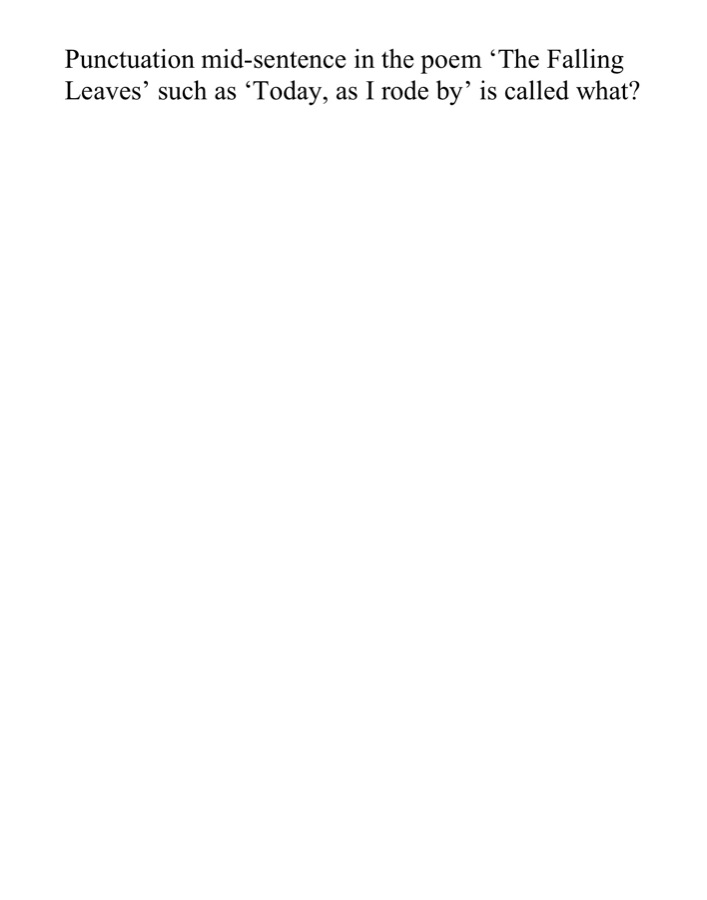 Punctuation mid-sentence in the poem ‘The Falling
Leaves’ such as ‘Today, as I rode by’ is called what?